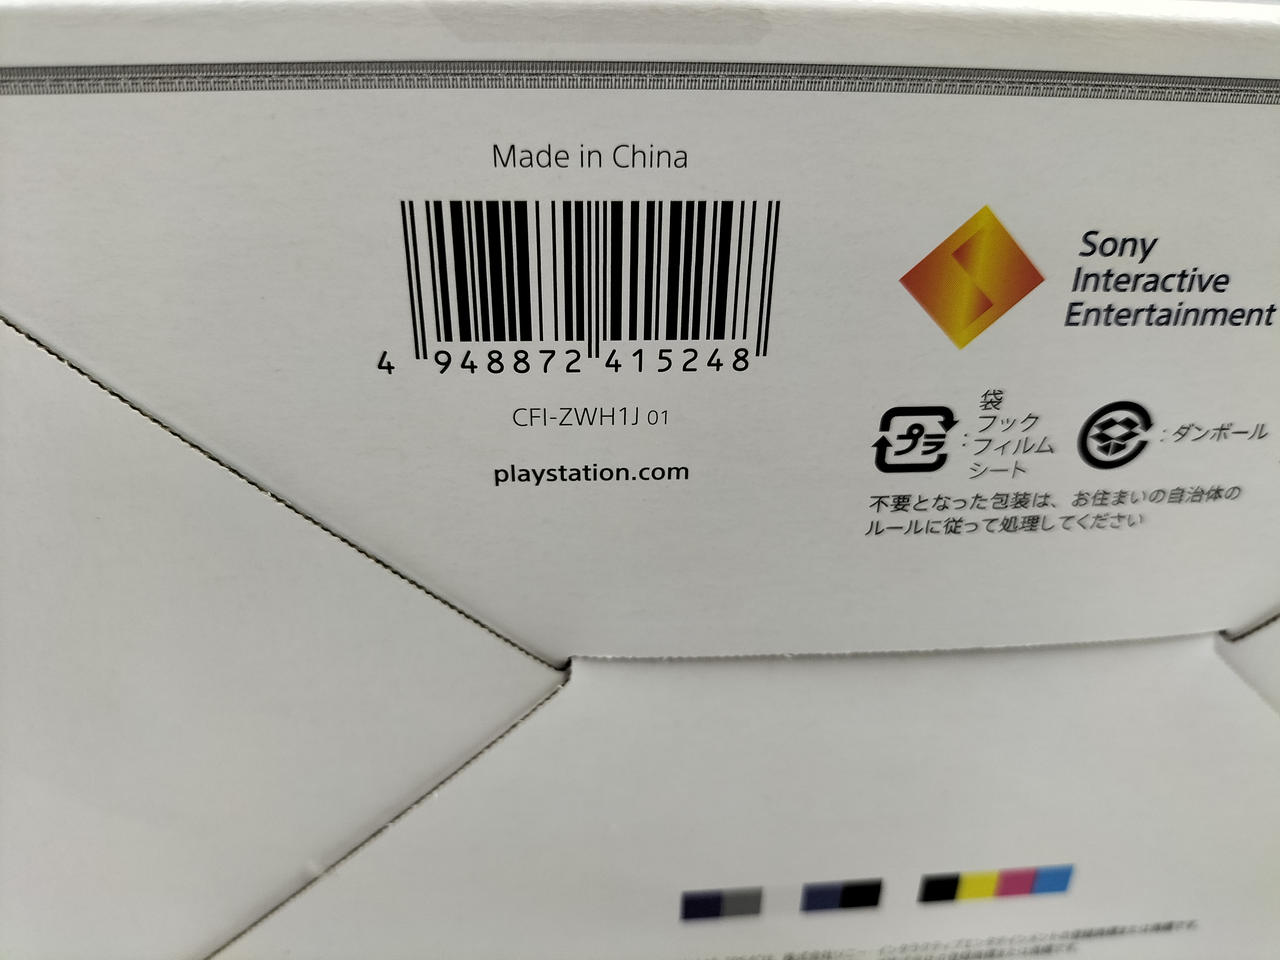 Made in China
4 948872 415248
CFI-ZWH1J 01
playstation.com
Sony
Interactive
Entertainment
プラ
:
袋
フック
フィルム
シート
:ダンボール
不要となった包装は、お住まいの自治体の
ルールに従って処理してください